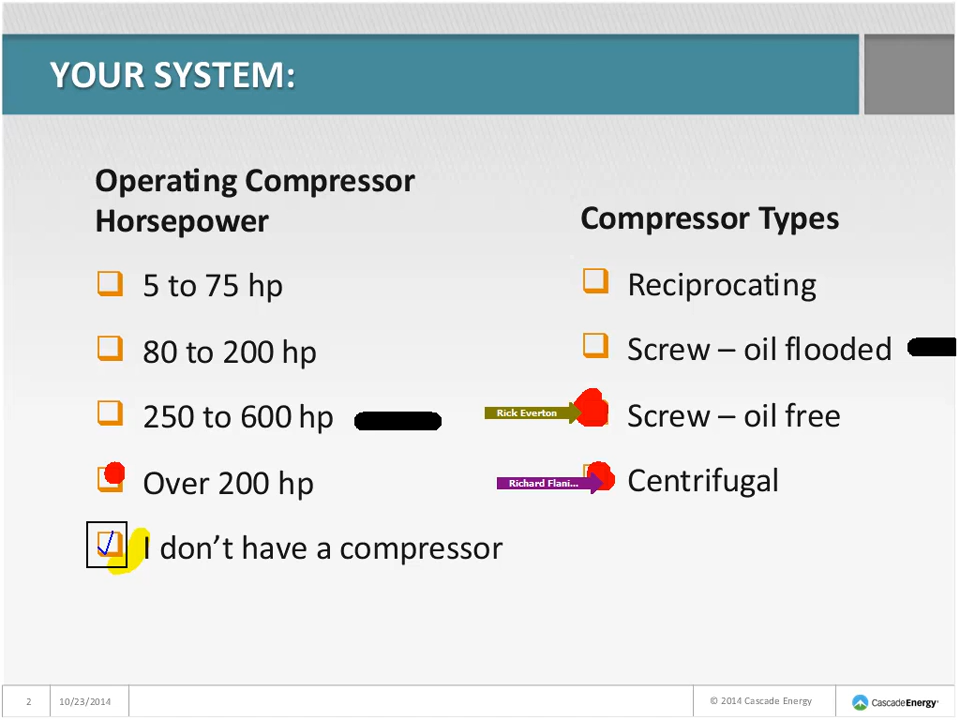 YOUR SYSTEM:
Operating Compressor
Horsepower
5 to 75 hp
80 to 200 hp
250 to 600 hp
Over 200 hp
I don’t have a compressor
Compressor Types
Reciprocating
Screw – oil flooded
Rick Everton
Screw – oil free
Richard Flani...
Centrifugal
2
10/23/2014
© 2014 Cascade Energy
CascadeEnergy